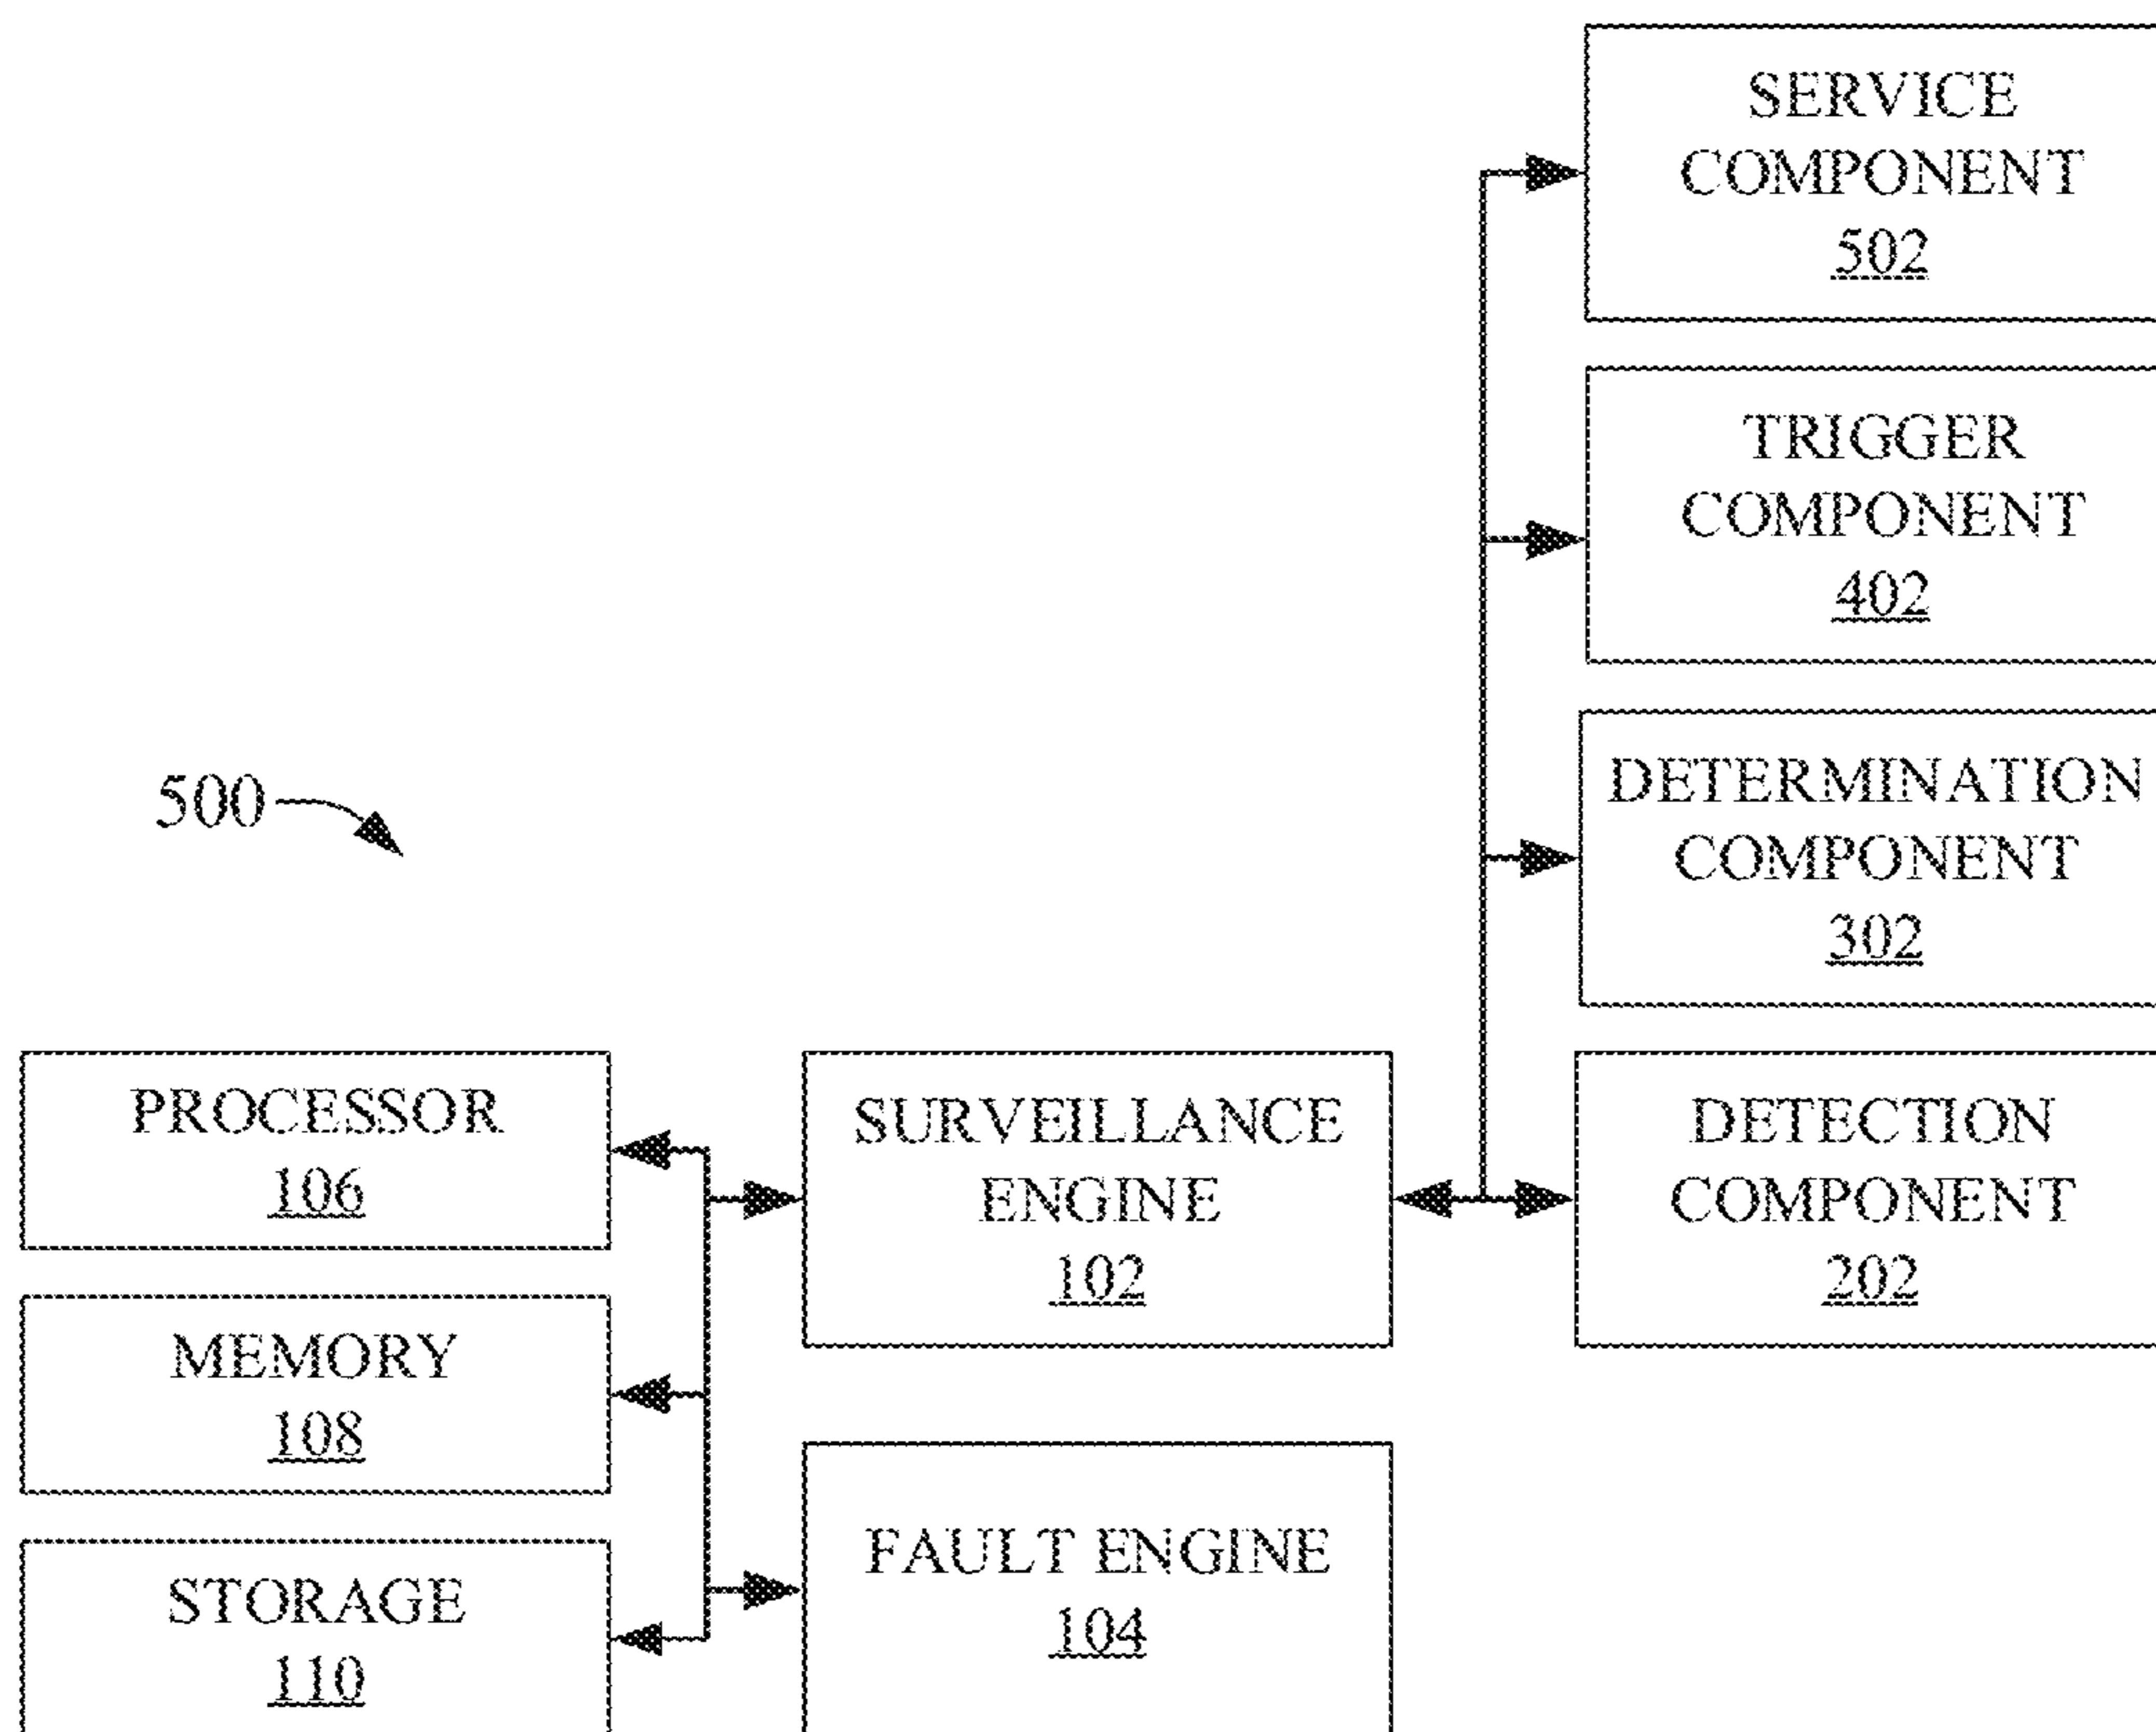 SERVICE
COMPONENT
502
TRIGGER
COMPONENT
402
DETERMINATION
COMPONENT
302
500
PROCESSOR
106
SURVEILLANCE
ENGINE
102
DETECTION
COMPONENT
202
MEMORY
108
FAULT ENGINE
104
STORAGE
110